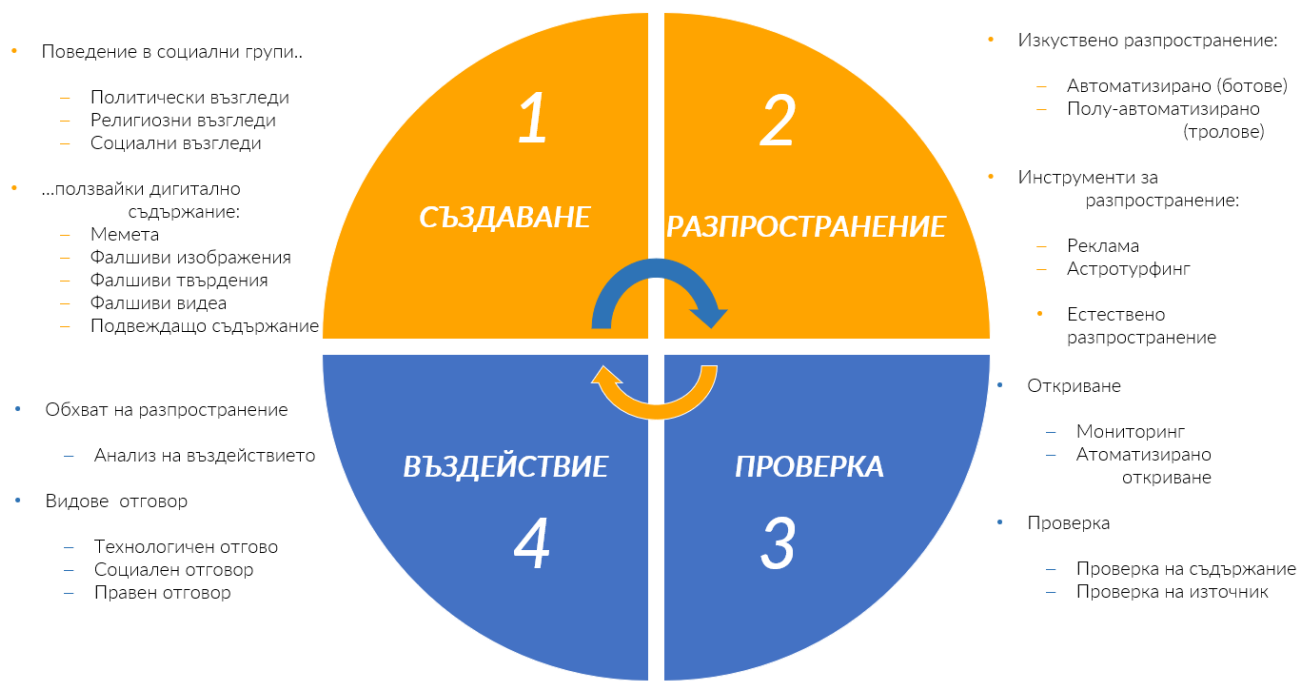 • Поведение в социални групи..
– Политически възгледи
– Религиозни възгледи
– Социални възгледи
• ...ползвайки дигитално
съдържание:
– Мемета
– Фалшиви изображения
– Фалшиви твърдения
– Фалшиви видеа
– Подвеждащо съдържание
1
СЪЗДАВАНЕ
2
РАЗПРОСТРАНЕНИЕ
• Изкуствено разпространение:
– Автоматизирано (ботове)
– Полу-автоматизирано
(тролове)
• Инструменти за
разпространение:
– Реклама
– Астротурфинг
• Естествено
разпространение
• Откриване
– Мониторинг
– Атоматизирано
откриване
• Проверка
– Проверка на съдържание
– Проверка на източник
ПРОВЕРКА
3
ВЪЗДЕЙСТВИЕ
4
• Обхват на разпространение
– Анализ на въздействието
• Видове отговор
– Технологичен отгово
– Социален отговор
– Правен отговор